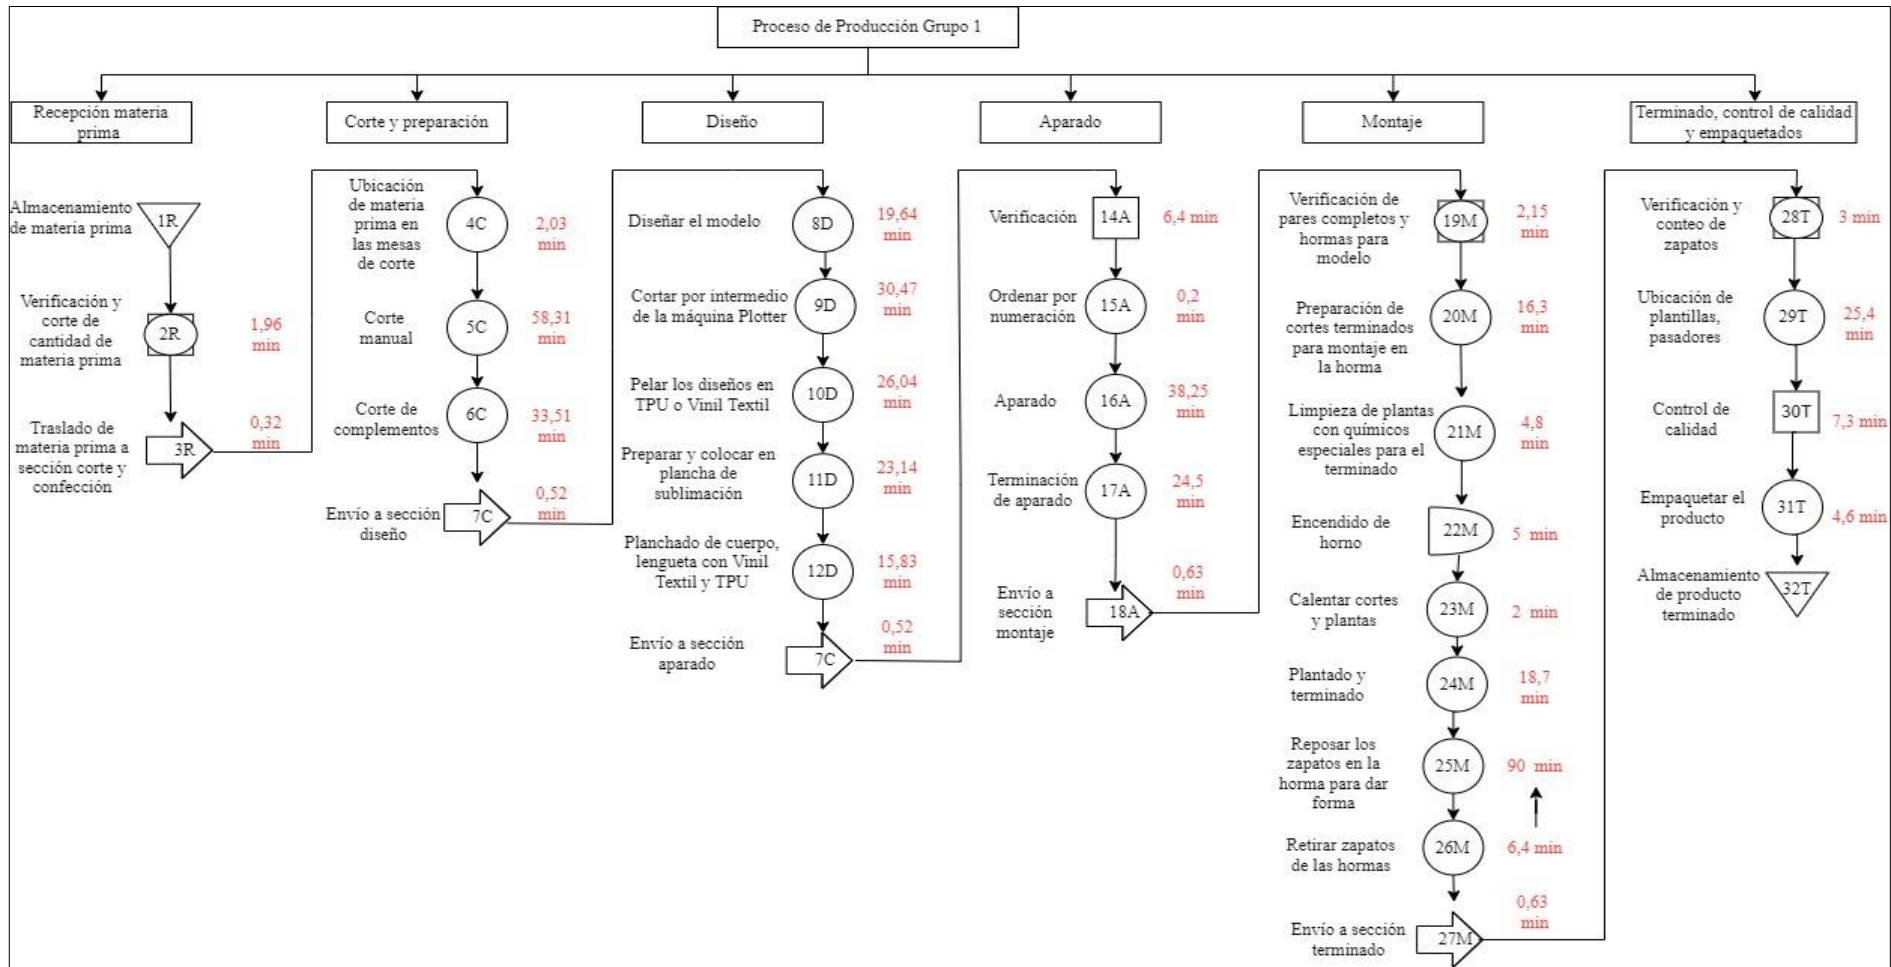 Proceso de Producción Grupo 1
Recepción materia
prima
Corte y preparación
Diseño
Aparado
Montaje
Terminado, control de calidad
y empaquetados
Almacenamiento
de materia prima
1R
Verificación y
corte de
cantidad de
materia prima
2R
1,96
min
Traslado de
materia prima a
sección corte y
confección
3R
0,32
min
Ubicación
de materia
prima en
las mesas
de corte
4C
2,03
min
Corte
manual
5C
58,31
min
Corte de
complementos
6C
33,51
min
Envío a sección
diseño
7C
0,52
min
Diseñar el modelo
8D
19,64
min
Cortar por intermedio
de la máquina Plotter
9D
30,47
min
Pelar los diseños en
TPU o Vinil Textil
10D
26,04
min
Preparar y colocar en
plancha de
sublimación
11D
23,14
min
Planchado de cuerpo,
lengueta con Vinil
Textil y TPU
12D
15,83
min
Envío a sección
aparado
7C
0,52
min
Verificación
14A
6,4 min
Ordenar por
numeración
15A
0,2
min
Aparado
16A
38,25
min
Terminación
de aparado
17A
24,5
min
Envío a
sección
montaje
18A
0,63
min
Verificación de
pares completos y
hormas para
modelo
19M
2,15
min
Preparación de
cortes terminados
para montaje en
la horma
20M
16,3
min
Limpieza de plantas
con químicos
especiales para el
terminado
21M
4,8
min
Encendido de
horno
22M
5 min
Calentar cortes
y plantas
23M
2 min
Plantado y
terminado
24M
18,7
min
Reposar los
zapatos en la
horma para dar
forma
25M
90 min
Retirar zapatos
de las hormas
26M
6,4 min
Envío a sección
terminado
27M
0,63
min
Verificación y
conteo de
zapatos
28T
3 min
Ubicación de
plantillas,
pasadores
29T
25,4
min
Control de
calidad
30T
7,3 min
Empaquetar el
producto
31T
4,6 min
Almacenamiento
de producto
terminado
32T